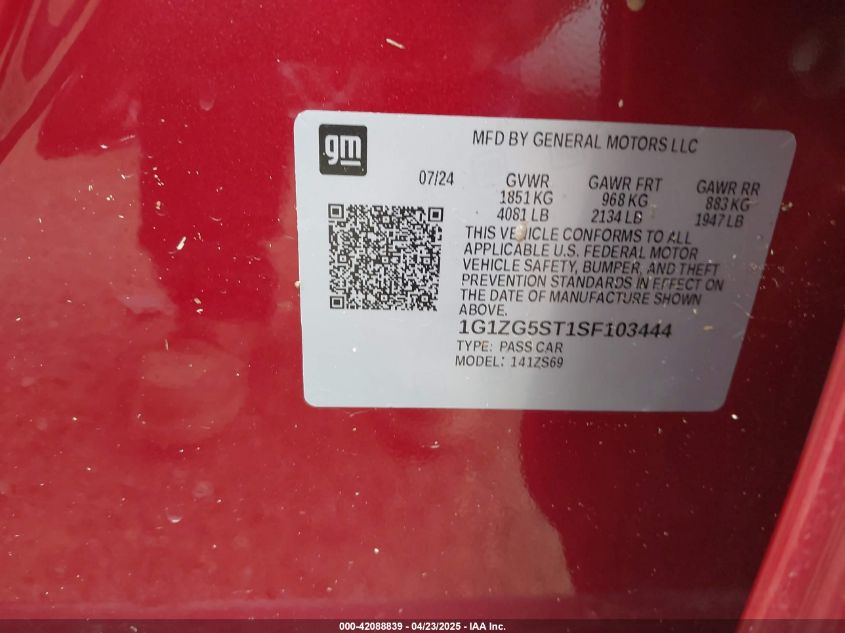 gm
MFD BY GENERAL MOTORS LLC
07/24 GVWR GAWR FRT GAWR RR
1851 KG 968 KG 883 KG
4081 LB 2134 LB 1947 LB
THIS VEHICLE CONFORMS TO ALL
APPLICABLE U.S. FEDERAL MOTOR
VEHICLE SAFETY, BUMPER, AND THEFT
PREVENTION STANDARDS IN EFFECT ON
THE DATE OF MANUFACTURE SHOWN
ABOVE.
1G1ZG5ST1SF103444
TYPE: PASS CAR
MODEL: 141ZS69
000-42088839 - 04/23/2025 - IAA Inc.